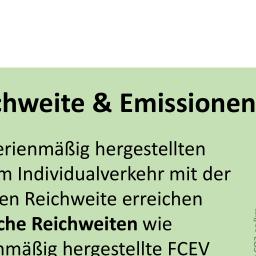 chweite & Emissionen
erienmäßig hergestellten
m Individualverkehr mit der
en Reichweite erreichen
che Reichweiten wie
nmäßig hergestellte FCEV